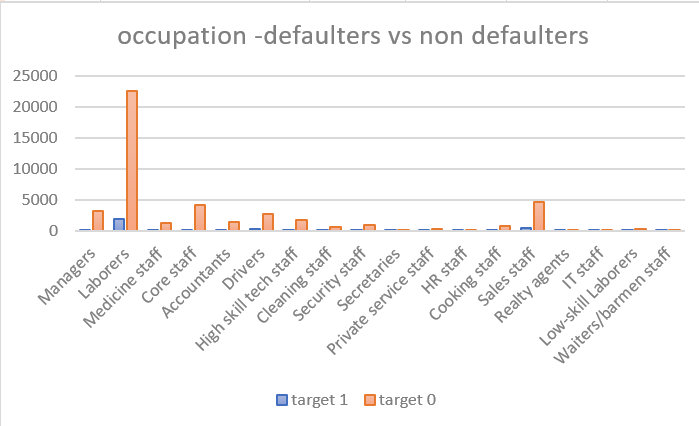 occupation -defaulters vs non defaulters
25000
20000
15000
10000
5000
0
Managers
Laborers
Medicine staff
Core staff
Accountants
Drivers
High skill tech staff
Cleaning staff
Security staff
Secretaries
Private service staff
HR staff
Cooking staff
Sales staff
Realty agents
IT staff
Low-skill Laborers
Waiters/barmen staff
target 1 target 0